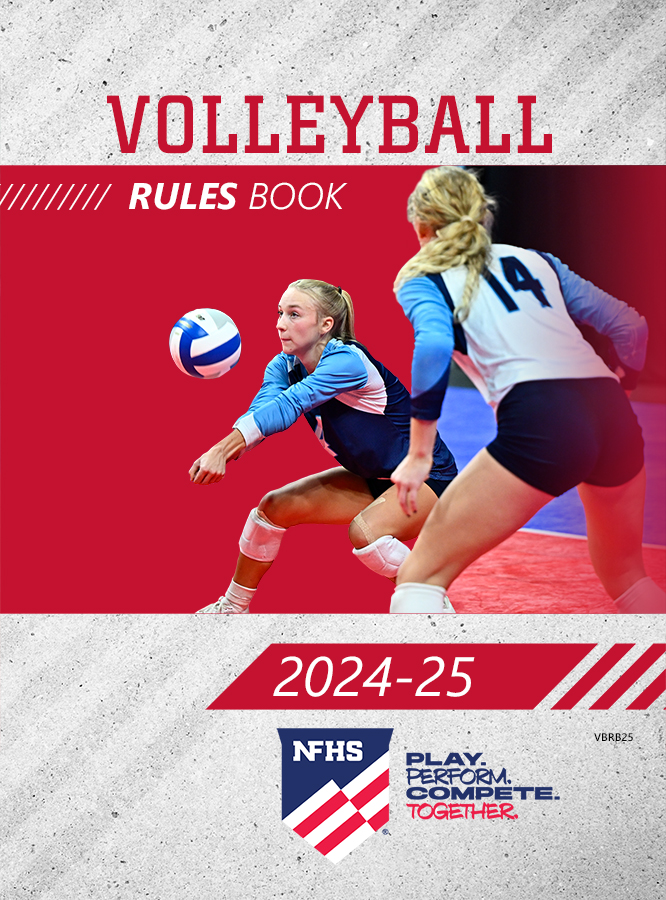 VOLLEYBALL
RULES BOOK
14
2024-25
VBRB25
NFHS
PLAY.
PERFORM.
COMPETE.
TOGETHER.
®